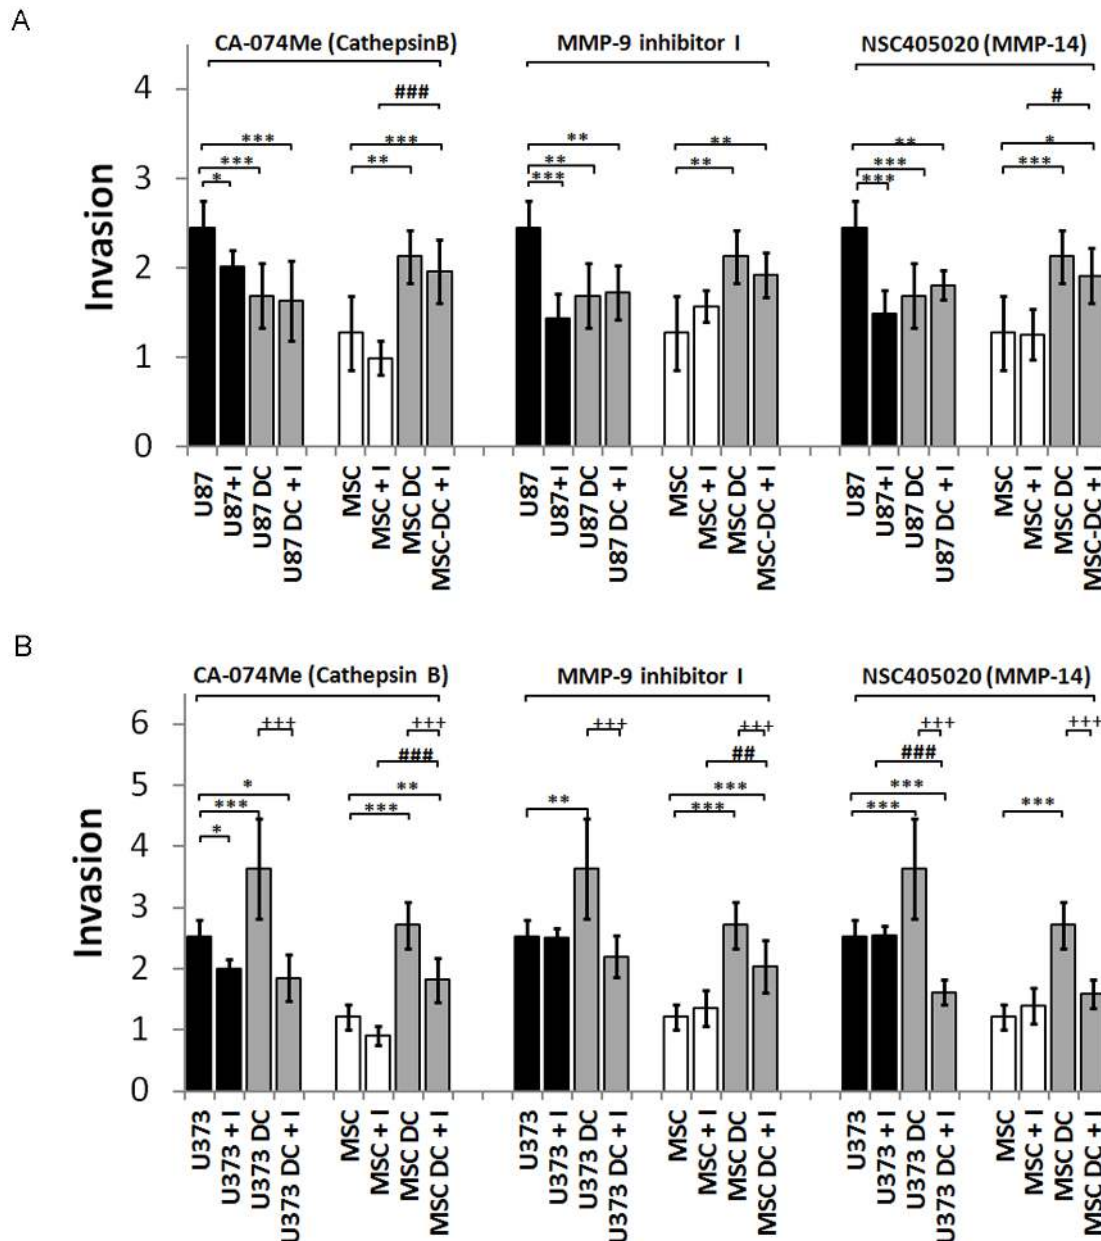 A
CA-074Me (CathepsinB)
MMP-9 inhibitor I
NSC405020 (MMP-14)
Invasion
4
3
2
1
0
###
***
***
*
***
**
**
**
***
**
**
#
**
***
***
*
***
U87
U87+ I
U87 DC
U87 DC + I
MSC
MSC + I
MSC DC
MSC-DC + I
U87
U87 + I
U87 DC
U87 DC + I
MSC
MSC + I
MSC DC
MSC-DC + I
U87
U87 + I
U87 DC
U87 DC + I
MSC
MSC + I
MSC DC
MSC-DC + I
B
CA-074Me (Cathepsin B)
MMP-9 inhibitor I
NSC405020 (MMP-14)
Invasion
6
5
4
3
2
1
0
+++
*
***
*
+++
###
**
***
+++
**
+++
##
***
***
+++
###
***
***
+++
***
U373
U373 + I
U373 DC
U373 DC + I
MSC
MSC + I
MSC DC
MSC DC + I
U373
U373 + I
U373 DC
U373 DC + I
MSC
MSC + I
MSC DC
MSC DC + I
U373
U373 + I
U373 DC
U373 DC + I
MSC
MSC + I
MSC DC
MSC DC + I